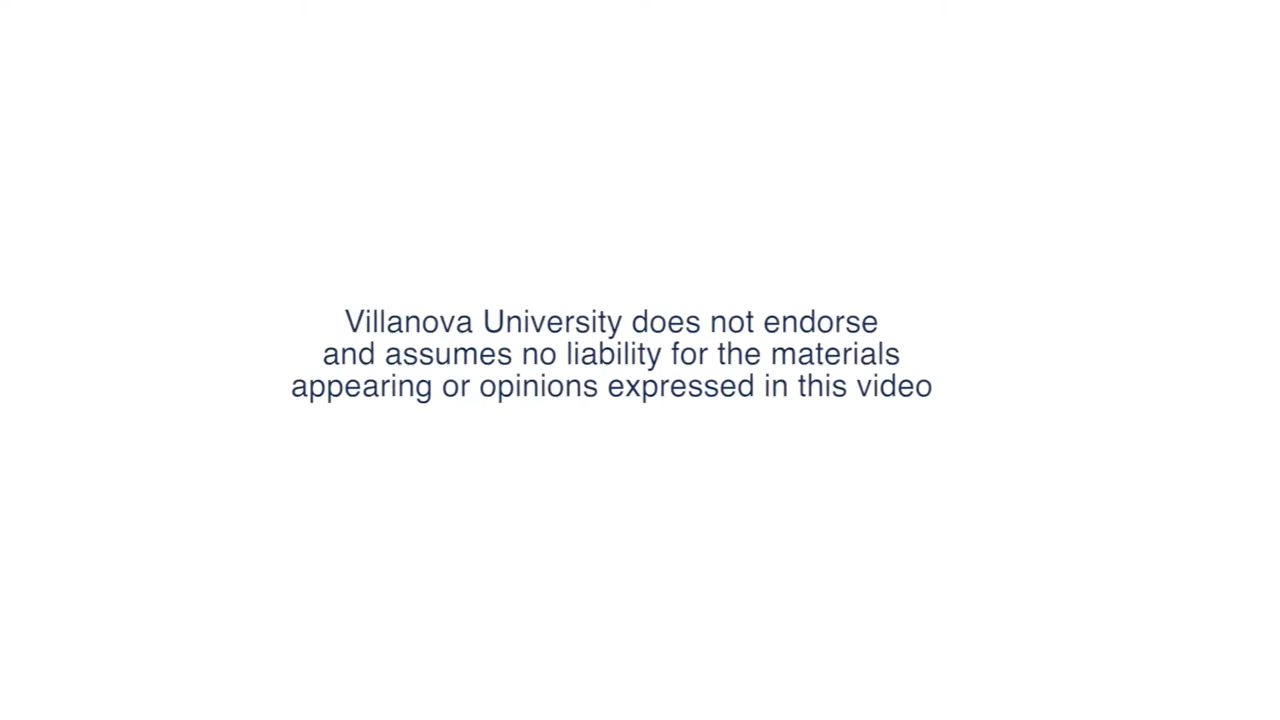 Villanova University does not endorse
and assumes no liability for the materials
appearing or opinions expressed in this video